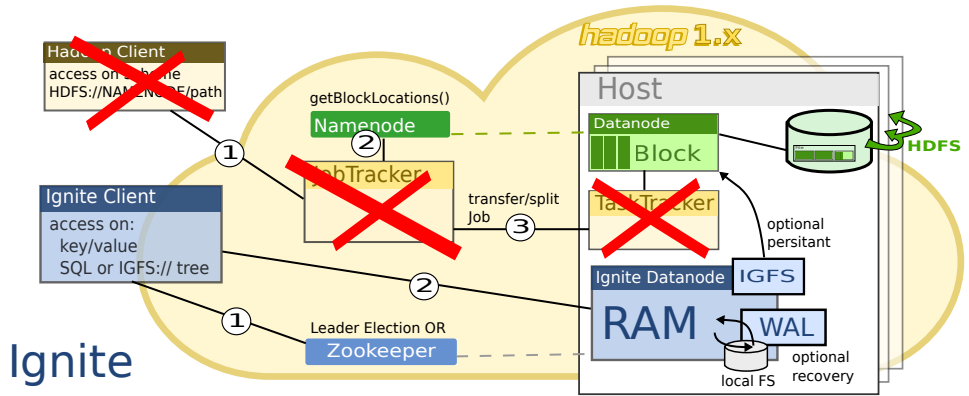 hadoop 1.x
Hadoop Client
access on scheme
HDFS://NAMENODE/path
getBlockLocations()
Namenode
Host
Datanode
Block
HDFS
1
2
JobTracker
transfer/split
Job
3
TaskTracker
Ignite Client
access on:
key/value
SQL or IGFS:// tree
optional
persitant
2
Ignite Datanode
IGFS
RAM
WAL
1
Leader Election OR
Zookeeper
local FS
optional
recovery
Ignite